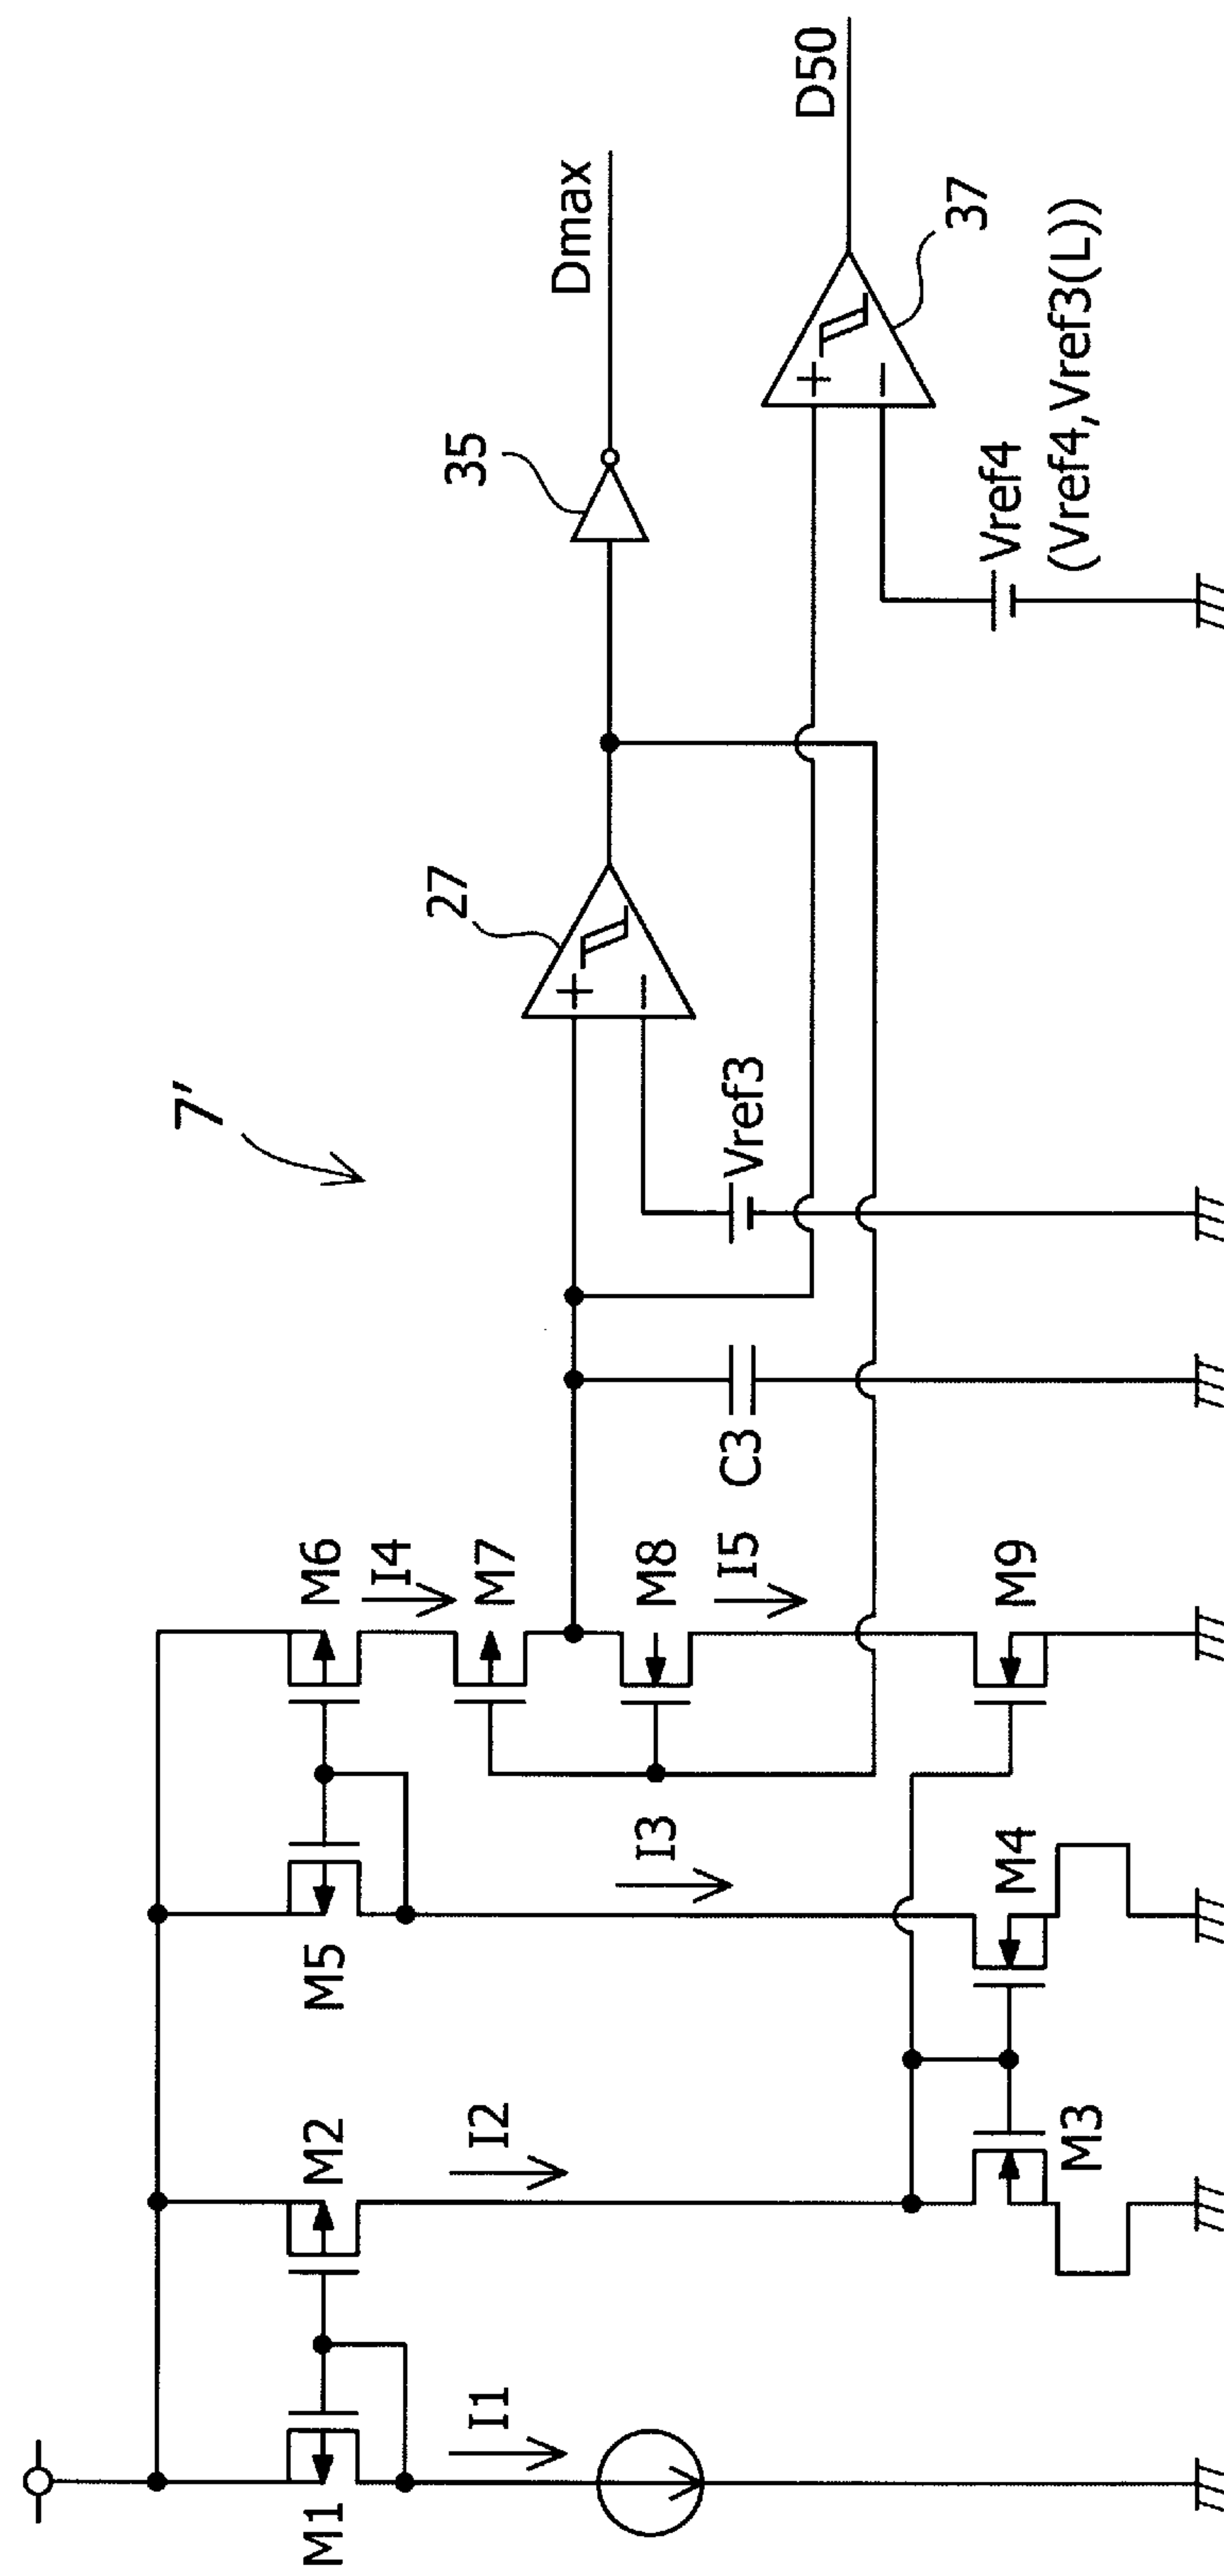 7′
M1
I1
M2
I2
M3
M5
I3
M4
M6
I4
M7
M8
I5
M9
C3
Vref3
27
35
Dmax
Vref4
(Vref4,Vref3(L))
37
D50
+
−
+
−